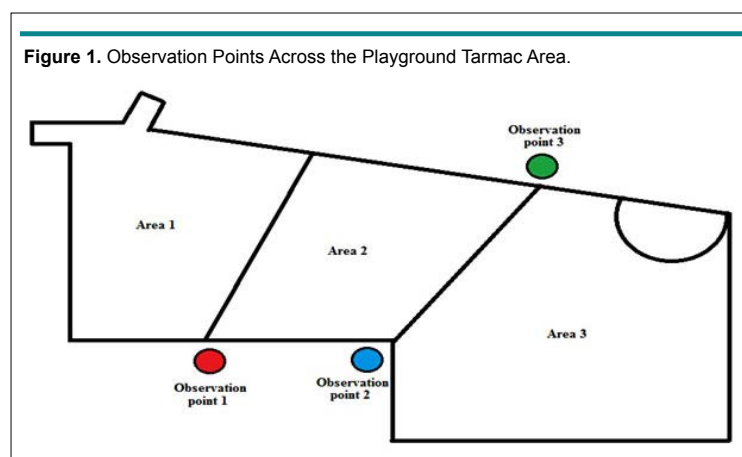 Figure 1. Observation Points Across the Playground Tarmac Area.
Observation
point 3
Area 1
Area 2
Area 3
Observation
point 1
Observation
point 2